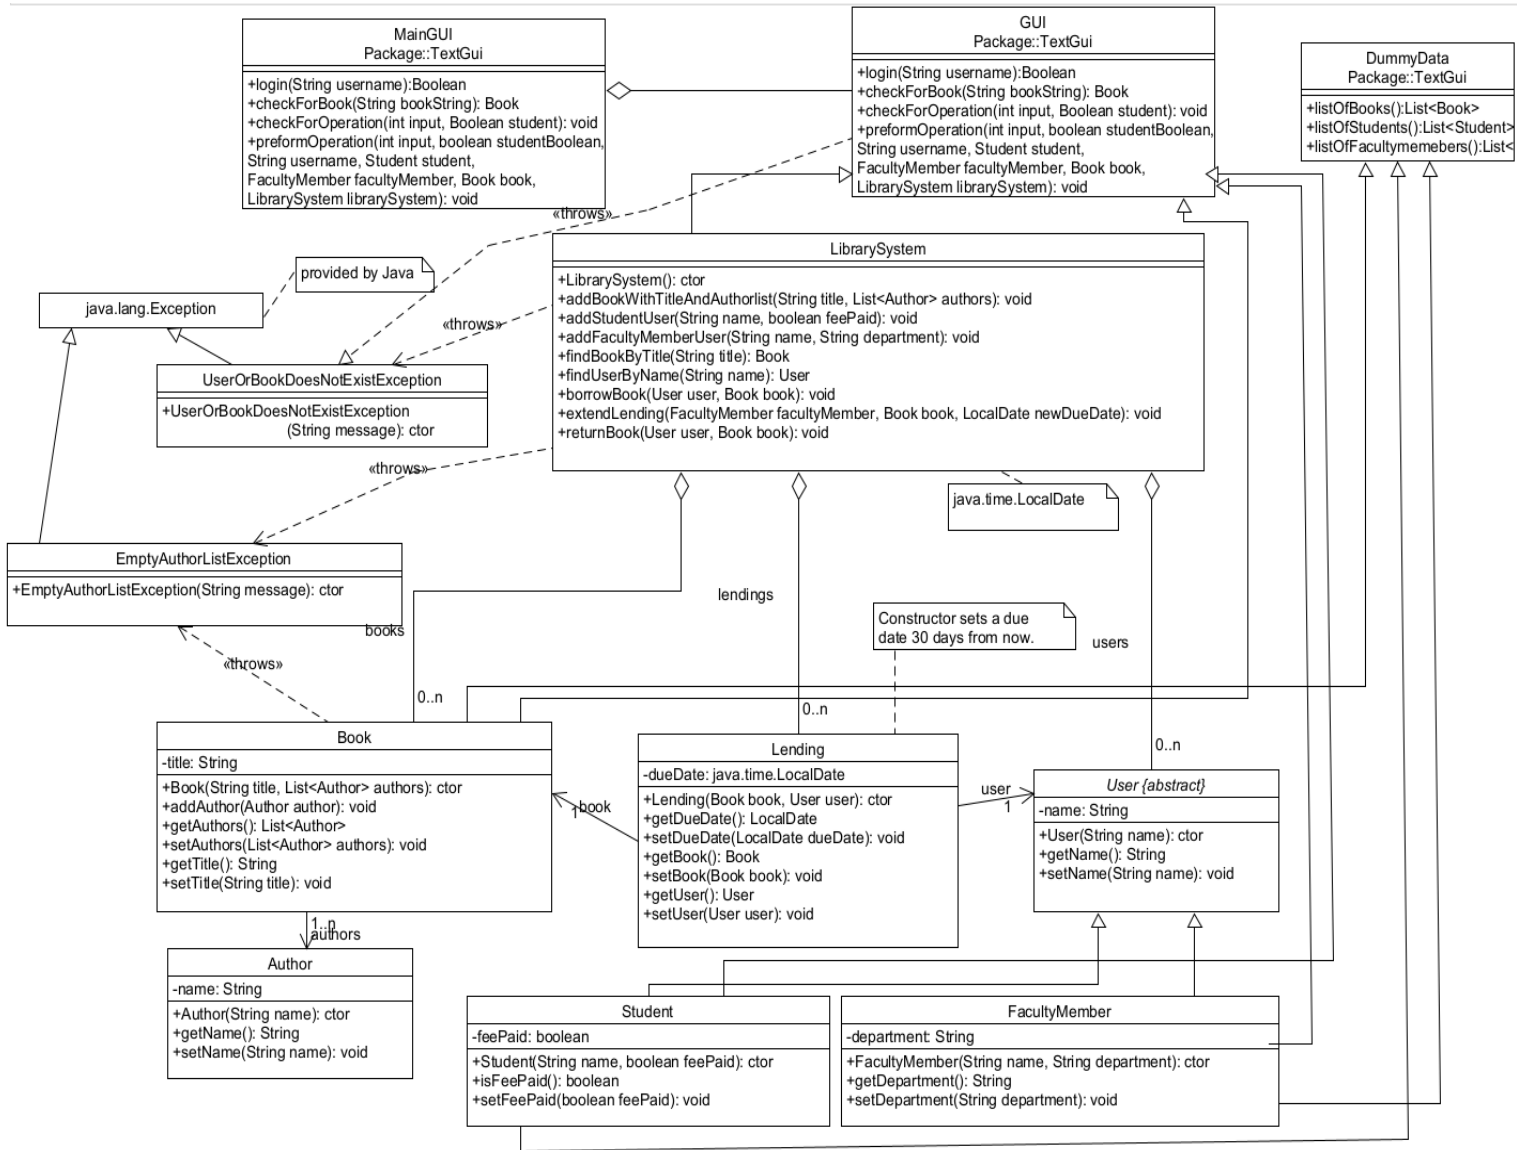 MainGUI
Package::TextGui
+login(String username):Boolean
+checkForBook(String bookString): Book
+checkForOperation(int input, Boolean student): void
+preformOperation(int input, boolean studentBoolean,
String username, Student student,
FacultyMember facultyMember, Book book,
LibrarySystem librarySystem): void
GUI
Package::TextGui
+login(String username):Boolean
+checkForBook(String bookString): Book
+checkForOperation(int input, Boolean student): void
+preformOperation(int input, boolean studentBoolean,
String username, Student student,
FacultyMember facultyMember, Book book,
LibrarySystem librarySystem): void
DummyData
Package::TextGui
+listOfBooks():List<Book>
+listOfStudents():List<Student>
+listOfFacultymemebers():List<
«throws»
provided by Java
java.lang.Exception
«throws»
LibrarySystem
+LibrarySystem(): ctor
+addBookWithTitleAndAuthorlist(String title, List<Author> authors): void
+addStudentUser(String name, boolean feePaid): void
+addFacultyMemberUser(String name, String department): void
+findBookByTitle(String title): Book
+findUserByName(String name): User
+borrowBook(User user, Book book): void
+extendLending(FacultyMember facultyMember, Book book, LocalDate newDueDate): void
+returnBook(User user, Book book): void
UserOrBookDoesNotExistException
+UserOrBookDoesNotExistException
(String message): ctor
«throws»
java.time.LocalDate
EmptyAuthorListException
+EmptyAuthorListException(String message): ctor
lendings
Constructor sets a due
date 30 days from now.
books
users
«throws»
0..n
0..n
0..n
Book
-title: String
+Book(String title, List<Author> authors): ctor
+addAuthor(Author author): void
+getAuthors(): List<Author>
+setAuthors(List<Author> authors): void
+getTitle(): String
+setTitle(String title): void
1
book
Lending
-dueDate: java.time.LocalDate
+Lending(Book book, User user): ctor
+getDueDate(): LocalDate
+setDueDate(LocalDate dueDate): void
+getBook(): Book
+setBook(Book book): void
+getUser(): User
+setUser(User user): void
user
1
User {abstract}
-name: String
+User(String name): ctor
+getName(): String
+setName(String name): void
1..n
authors
Author
-name: String
+Author(String name): ctor
+getName(): String
+setName(String name): void
Student
-feePaid: boolean
+Student(String name, boolean feePaid): ctor
+isFeePaid(): boolean
+setFeePaid(boolean feePaid): void
FacultyMember
-department: String
+FacultyMember(String name, String department): ctor
+getDepartment(): String
+setDepartment(String department): void